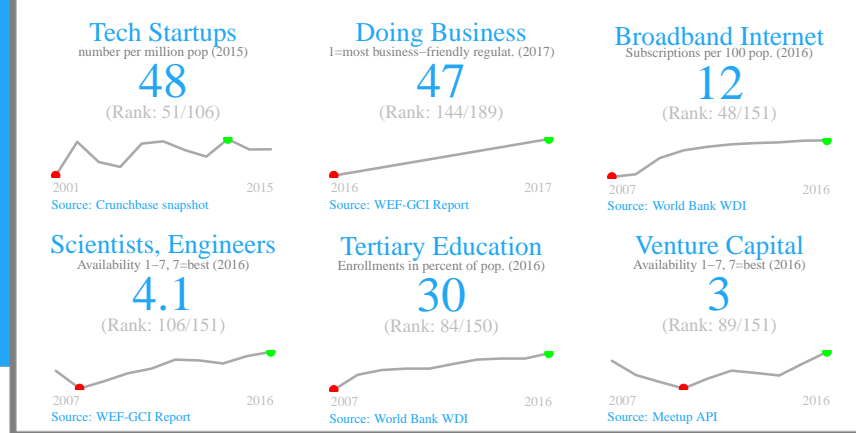 Tech Startups
number per million pop (2015)
48
(Rank: 51/106)
2001 2015
Source: Crunchbase snapshot
Doing Business
1=most business−friendly regulat. (2017)
47
(Rank: 144/189)
2016 2017
Source: WEF-GCI Report
Broadband Internet
Subscriptions per 100 pop. (2016)
12
(Rank: 48/151)
2007 2016
Source: World Bank WDI
Scientists, Engineers
Availability 1−7, 7=best (2016)
4.1
(Rank: 106/151)
2007 2016
Source: WEF-GCI Report
Tertiary Education
Enrollments in percent of pop. (2016)
30
(Rank: 84/150)
2007 2016
Source: World Bank WDI
Venture Capital
Availability 1−7, 7=best (2016)
3
(Rank: 89/151)
2007 2016
Source: Meetup API